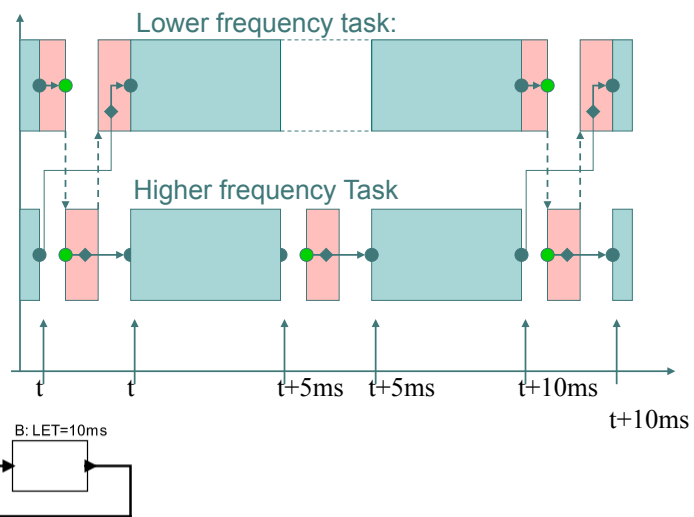 Lower frequency task:
Higher frequency Task
t
t
t+5ms
t+5ms
t+10ms
t+10ms
B: LET=10ms